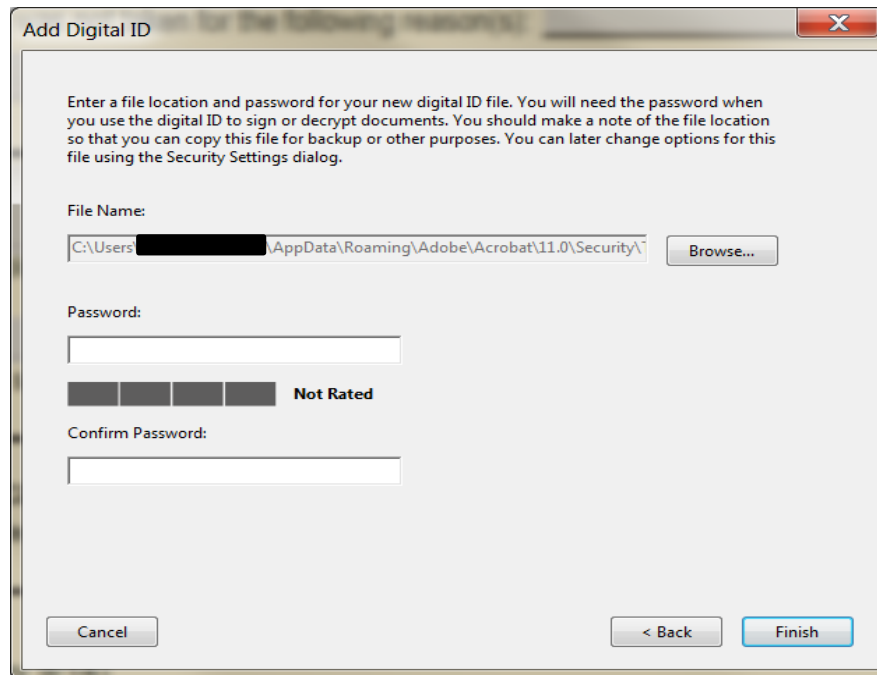 for the following reason(s):
Add Digital ID
Enter a file location and password for your new digital ID file. You will need the password when
you use the digital ID to sign or decrypt documents. You should make a note of the file location
so that you can copy this file for backup or other purposes. You can later change options for this
file using the Security Settings dialog.
File Name:
C:\Users\ \AppData\Roaming\Adobe\Acrobat\11.0\Security\
Browse...
Password:
Not Rated
Confirm Password:
Cancel
< Back
Finish